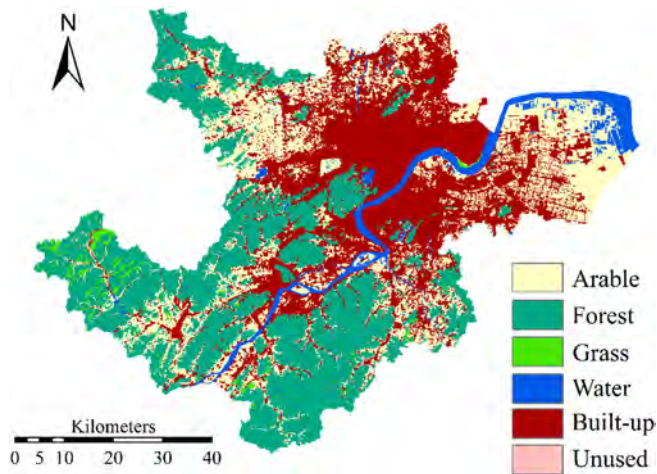 N
Arable
Forest
Grass
Water
Built-up
Unused
Kilometers
0 5 10 20 30 40